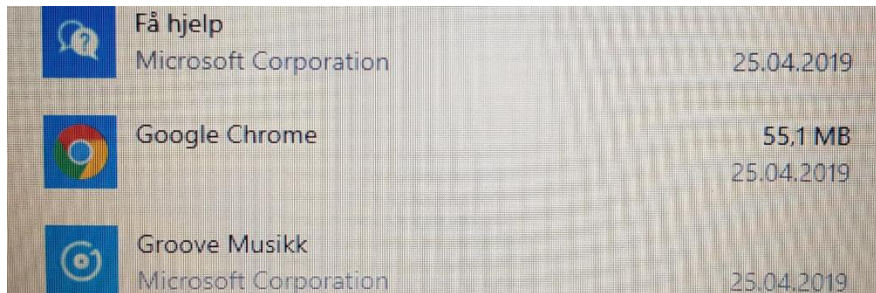 Få hjelp
Microsoft Corporation 25.04.2019
Google Chrome 55,1 MB
25.04.2019
Groove Musikk
Microsoft Corporation 25.04.2019